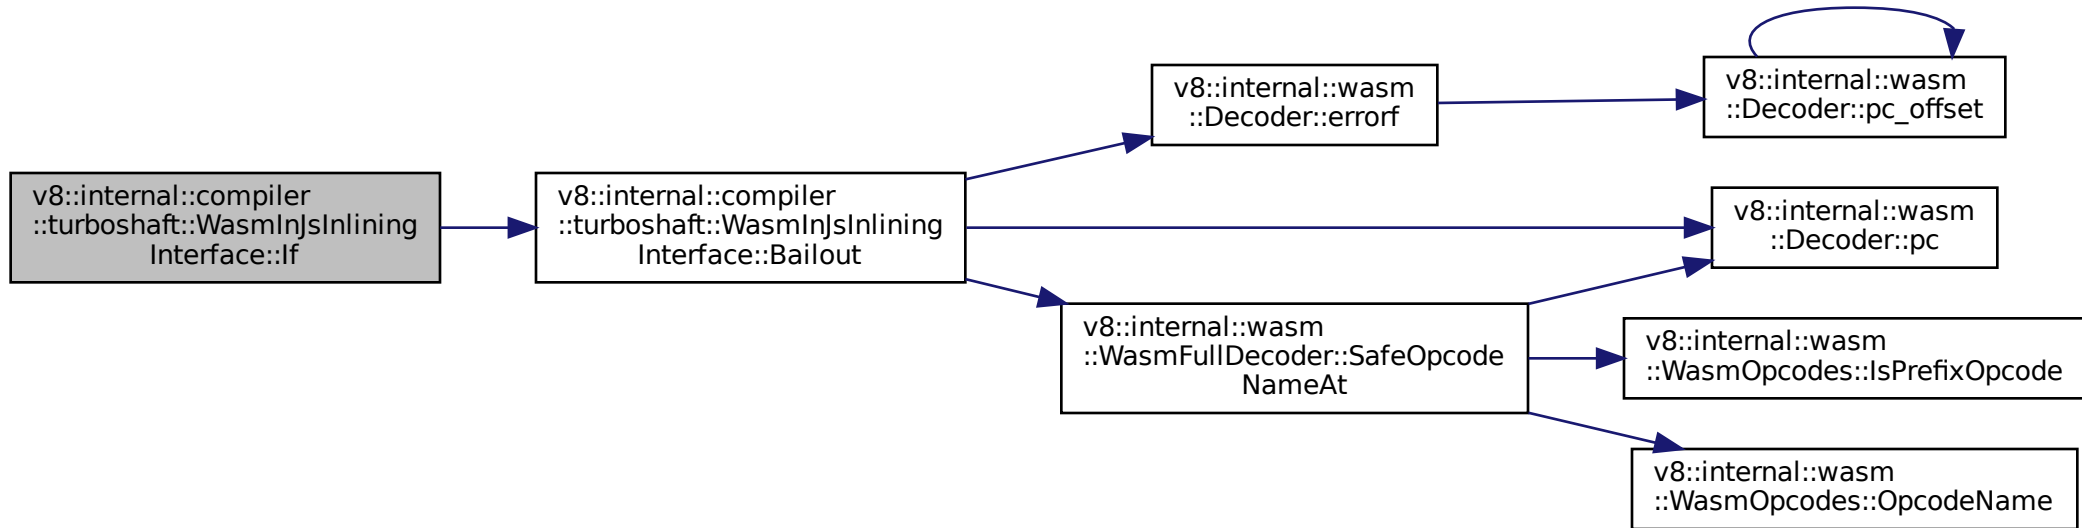 v8::internal::compiler
::turboshaft::WasmInJsInlining
Interface::If
v8::internal::compiler
::turboshaft::WasmInJsInlining
Interface::Bailout
v8::internal::wasm
::Decoder::errorf
v8::internal::wasm
::Decoder::pc_offset
v8::internal::wasm
::Decoder::pc
v8::internal::wasm
::WasmFullDecoder::SafeOpcode
NameAt
v8::internal::wasm
::WasmOpcodes::IsPrefixOpcode
v8::internal::wasm
::WasmOpcodes::OpcodeName